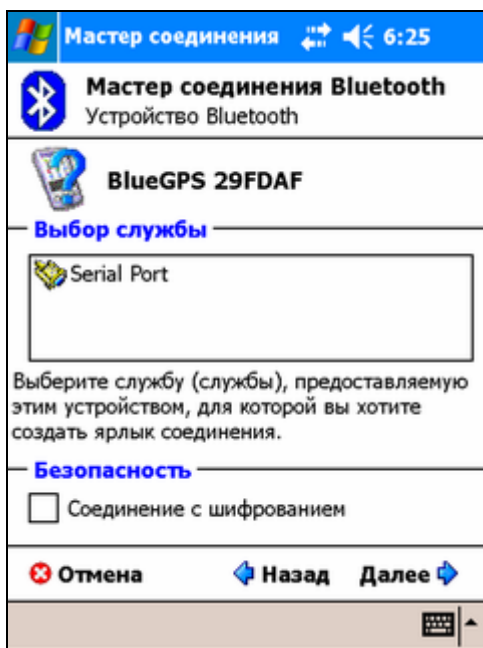 Мастер соединения 6:25
Мастер соединения Bluetooth
Устройство Bluetooth
BlueGPS 29FDAF
Выбор службы
Serial Port
Выберите службу (службы), предоставляемую
этим устройством, для которой вы хотите
создать ярлык соединения.
Безопасность
Соединение с шифрованием
Отмена Назад Далее